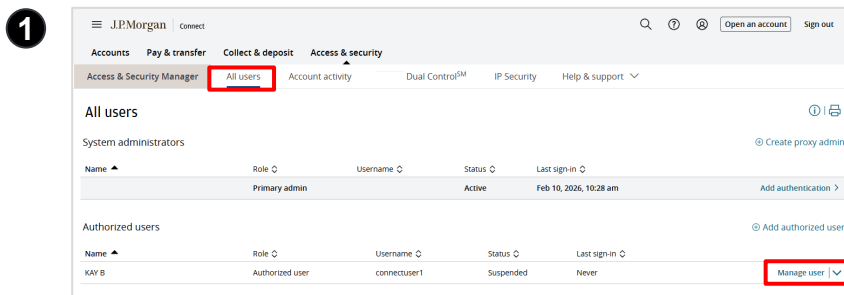 1
J.P.Morgan | Connect Open an account Sign out
Accounts Pay & transfer Collect & deposit Access & security
Access & Security Manager All users Account activity Dual Control℠ IP Security Help & support
All users
System administrators Create proxy admin
Name Role Username Status Last sign-in
Primary admin Active Feb 10, 2026, 10:28 am Add authentication
Authorized users Add authorized user
Name Role Username Status Last sign-in
KAY B Authorized user connectuser1 Suspended Never Manage user